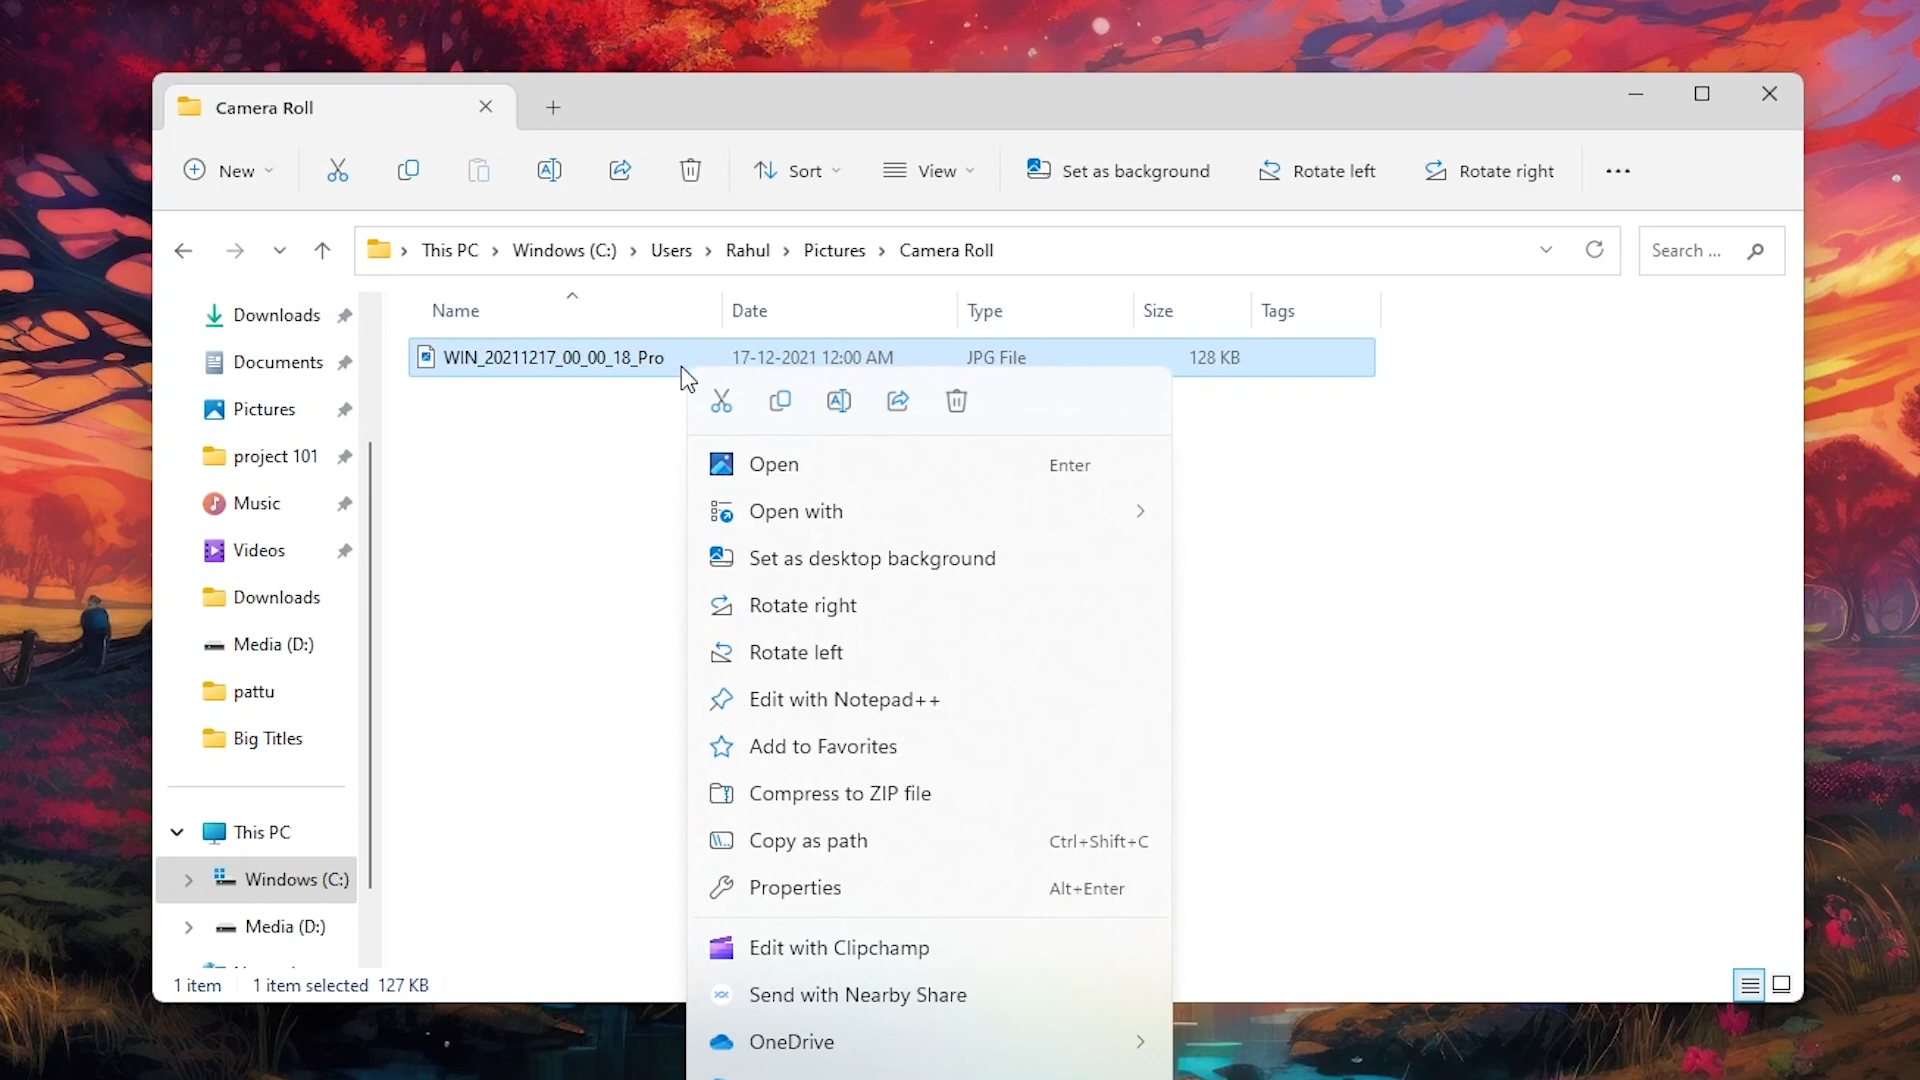 Camera Roll
New
Sort
View
Set as background
Rotate left
Rotate right
This PC
Windows (C:)
Users
Rahul
Pictures
Camera Roll
Search ...
Downloads
Documents
Pictures
project 101
Music
Videos
Downloads
Media (D:)
pattu
Big Titles
This PC
Windows (C:)
Media (D:)
Name
Date
Type
Size
Tags
WIN_20211217_00_00_18_Pro
17-12-2021 12:00 AM
JPG File
128 KB
Open Enter
Open with
Set as desktop background
Rotate right
Rotate left
Edit with Notepad++
Add to Favorites
Compress to ZIP file
Copy as path Ctrl+Shift+C
Properties Alt+Enter
Edit with Clipchamp
Send with Nearby Share
OneDrive
1 item
1 item selected 127 KB